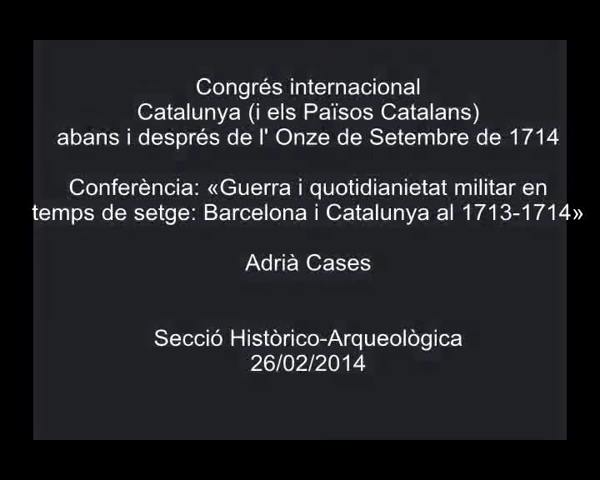 Congrés internacional
Catalunya (i els Països Catalans)
abans i després de l' Onze de Setembre de 1714
Conferència: «Guerra i quotidianietat militar en
temps de setge: Barcelona i Catalunya al 1713-1714»
Adrià Cases
Secció Històrico-Arqueològica
26/02/2014